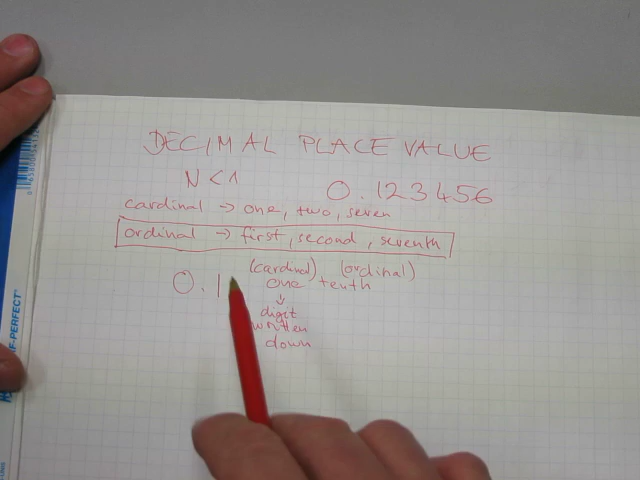 DECIMAL PLACE VALUE
N<1
0.123456
cardinal → one, two, seven
ordinal → first, second, seventh
(cardinal) (ordinal)
0.1 one tenth
↓
digit
written
down